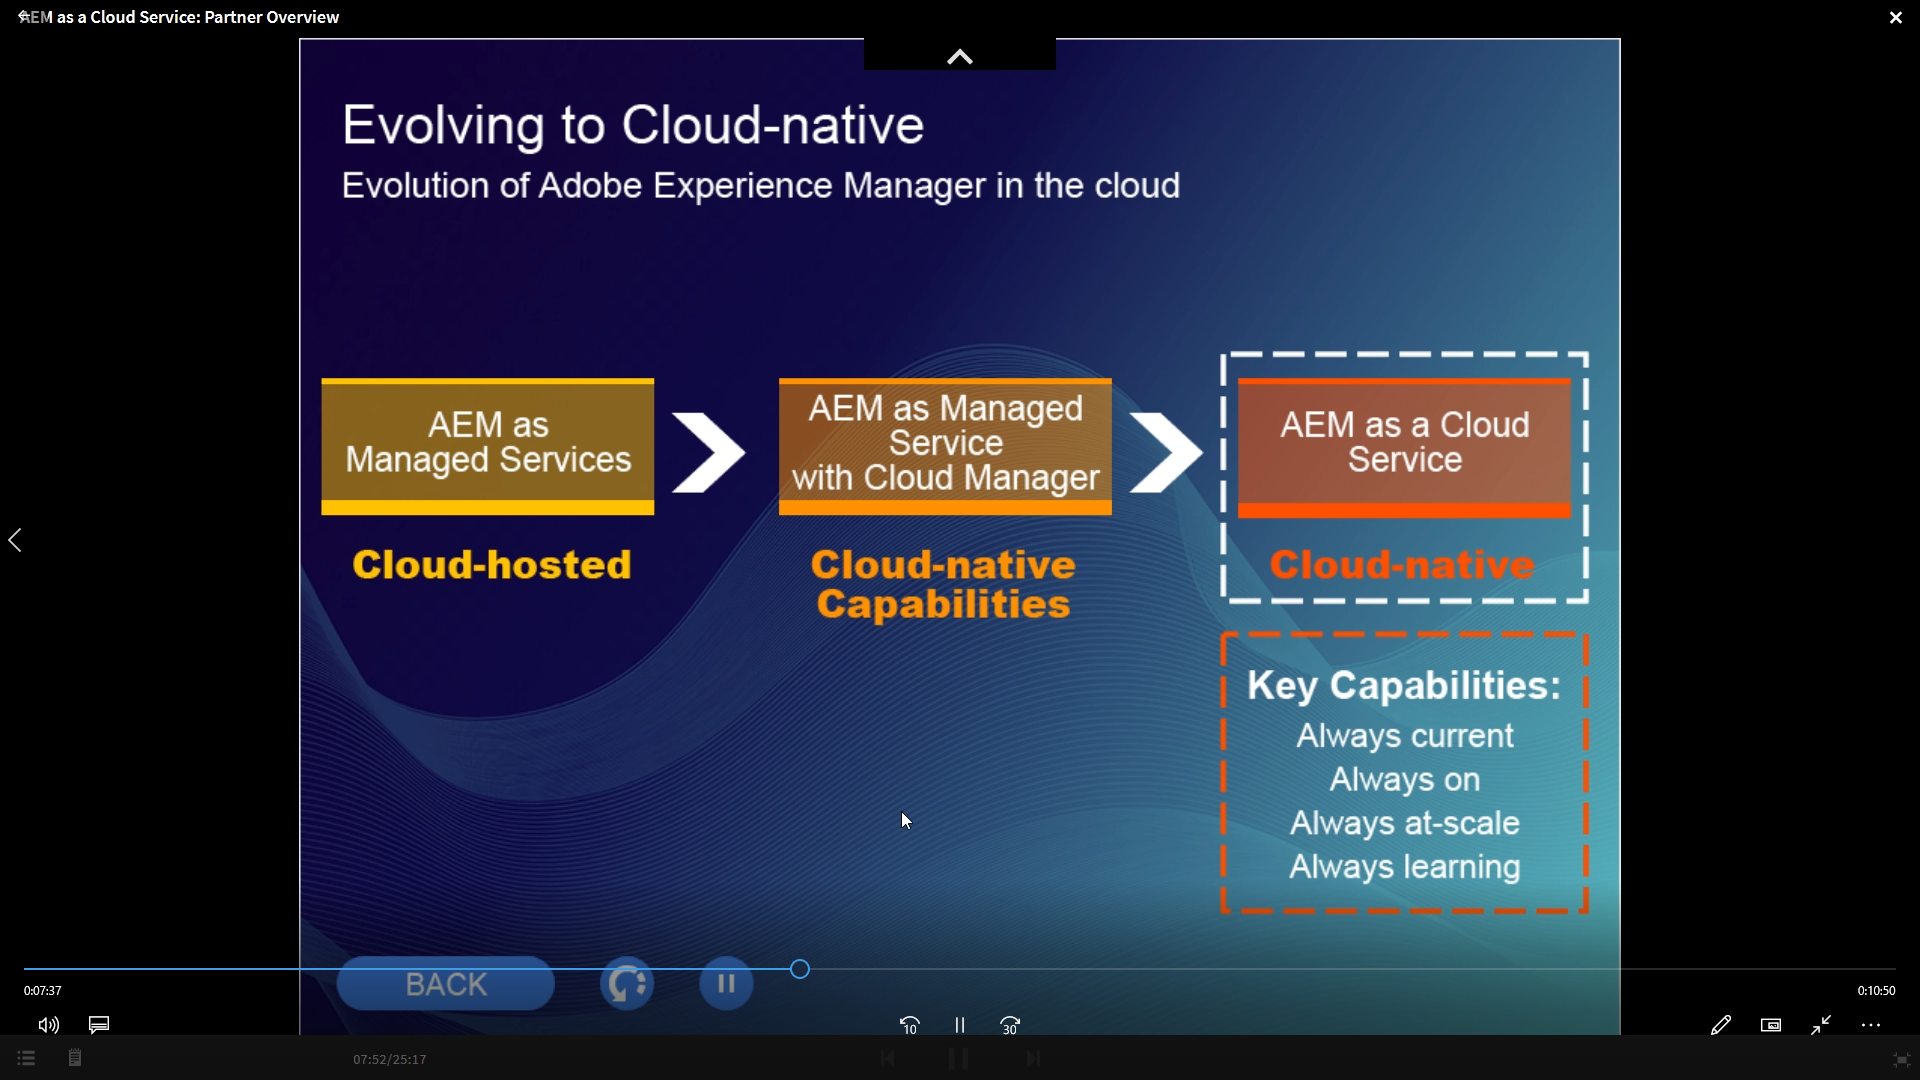 AEM as a Cloud Service: Partner Overview
Evolving to Cloud-native
Evolution of Adobe Experience Manager in the cloud
AEM as
Managed Services
Cloud-hosted
AEM as Managed
Service
with Cloud Manager
Cloud-native
Capabilities
AEM as a Cloud
Service
Cloud-native
Key Capabilities:
Always current
Always on
Always at-scale
Always learning
BACK
0:07:37
0:10:50
10
30
07:52/25:17